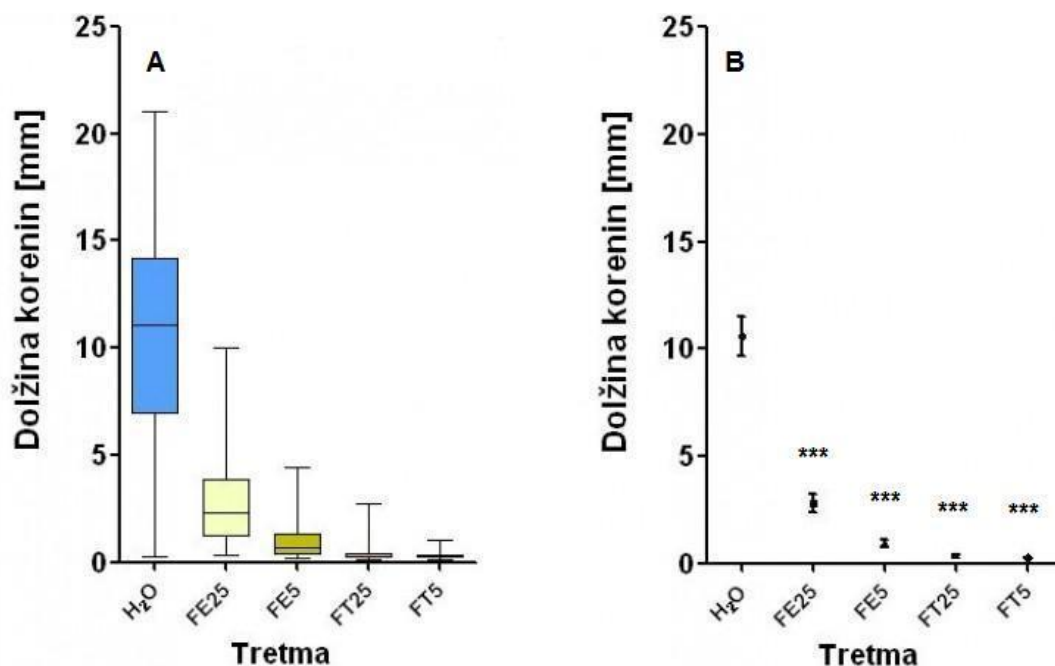 A
Dolžina korenin [mm]
25
20
15
10
5
0
H₂O
FE25
FE5
FT25
FT5
Tretma
B
Dolžina korenin [mm]
25
20
15
10
5
0
***
***
***
***
H₂O
FE25
FE5
FT25
FT5
Tretma